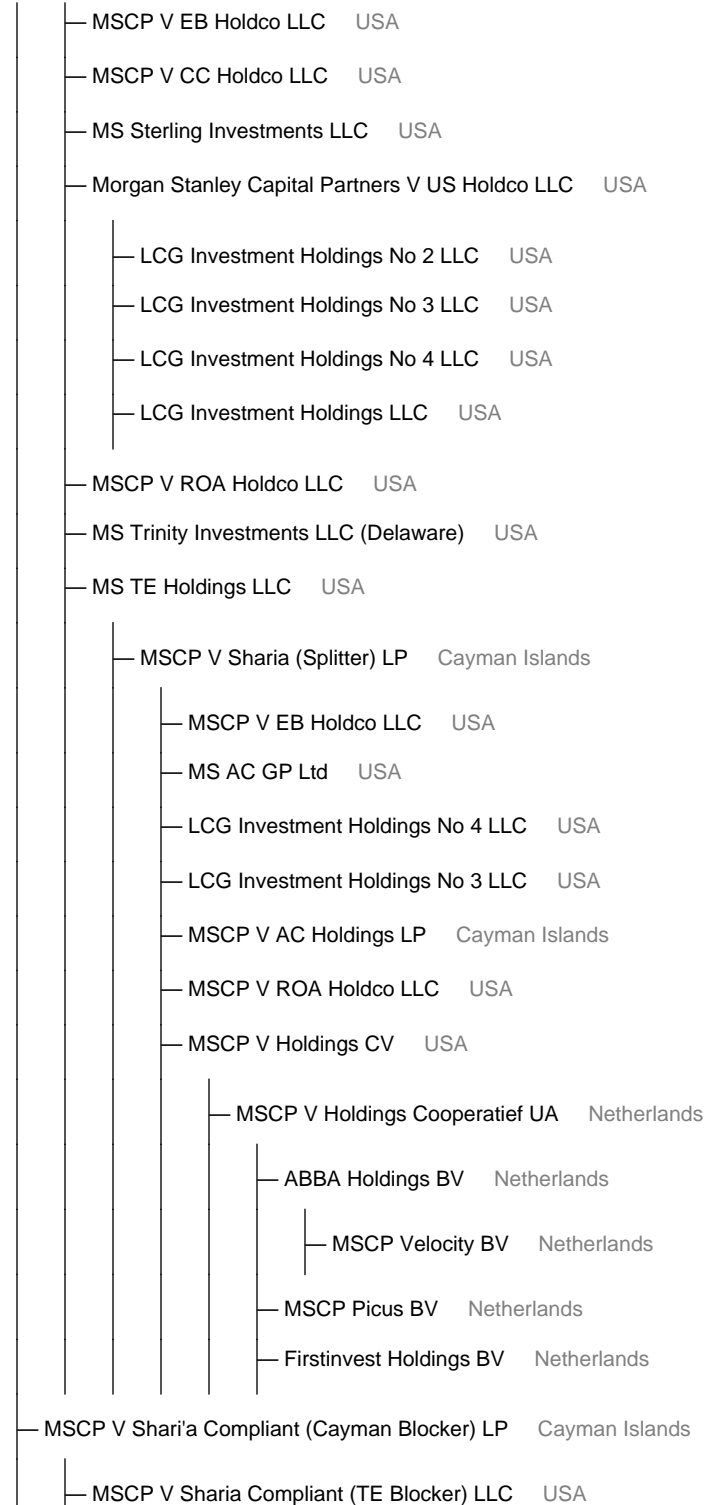 MSCP V EB Holdco LLC USA
MSCP V CC Holdco LLC USA
MS Sterling Investments LLC USA
Morgan Stanley Capital Partners V US Holdco LLC USA
LCG Investment Holdings No 2 LLC USA
LCG Investment Holdings No 3 LLC USA
LCG Investment Holdings No 4 LLC USA
LCG Investment Holdings LLC USA
MSCP V ROA Holdco LLC USA
MS Trinity Investments LLC (Delaware) USA
MS TE Holdings LLC USA
MSCP V Sharia (Splitter) LP Cayman Islands
MSCP V EB Holdco LLC USA
MS AC GP Ltd USA
LCG Investment Holdings No 4 LLC USA
LCG Investment Holdings No 3 LLC USA
MSCP V AC Holdings LP Cayman Islands
MSCP V ROA Holdco LLC USA
MSCP V Holdings CV USA
MSCP V Holdings Cooperatief UA Netherlands
ABBA Holdings BV Netherlands
MSCP Velocity BV Netherlands
MSCP Picus BV Netherlands
Firstinvest Holdings BV Netherlands
MSCP V Shari'a Compliant (Cayman Blocker) LP Cayman Islands
MSCP V Sharia Compliant (TE Blocker) LLC USA